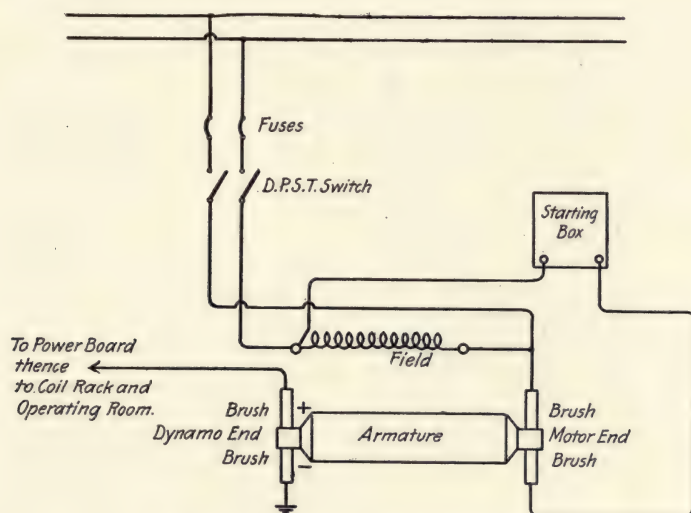 Fuses
D.P.S.T. Switch
Starting
Box
Field
To Power Board
thence
to Coil Rack and
Operating Room.
Brush
+
Dynamo End
Brush
−
Armature
Brush
Motor End
Brush